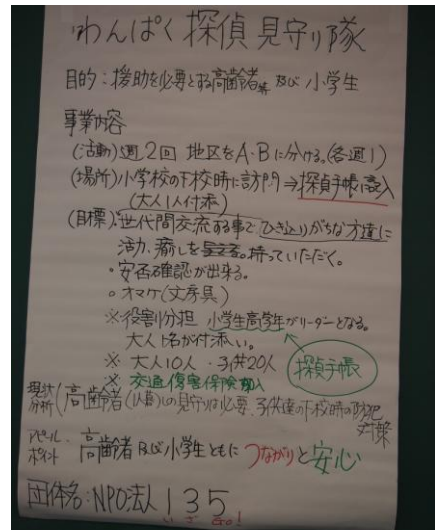 わんぱく探偵見守り隊
目的：援助を必要とする高齢者等及び小学生
事業内容
(活動)週2回 地区をA・Bに分ける。(各週1)
(場所)小学校の下校時に訪問⇒探偵手帳に記入
(大人1人付添)
(目標)・世代間交流する事でひきこもりがちな方達に
活力、癒しを与える。持っていただく。
・安否確認が出来る。
○オマケ(文房具)
※役割分担 小学生高学年がリーダーとなる。
大人1名が付添い。
※ 大人10人・子供20人
探偵手帳
※ 交通傷害保険加入
現状分析
(高齢者(1人暮)の見守りは必要、子供達の下校時の防犯
対策
アピールポイント
高齢者及び小学生ともにつながりと安心
団体名：NPO法人 135
い ざ go!